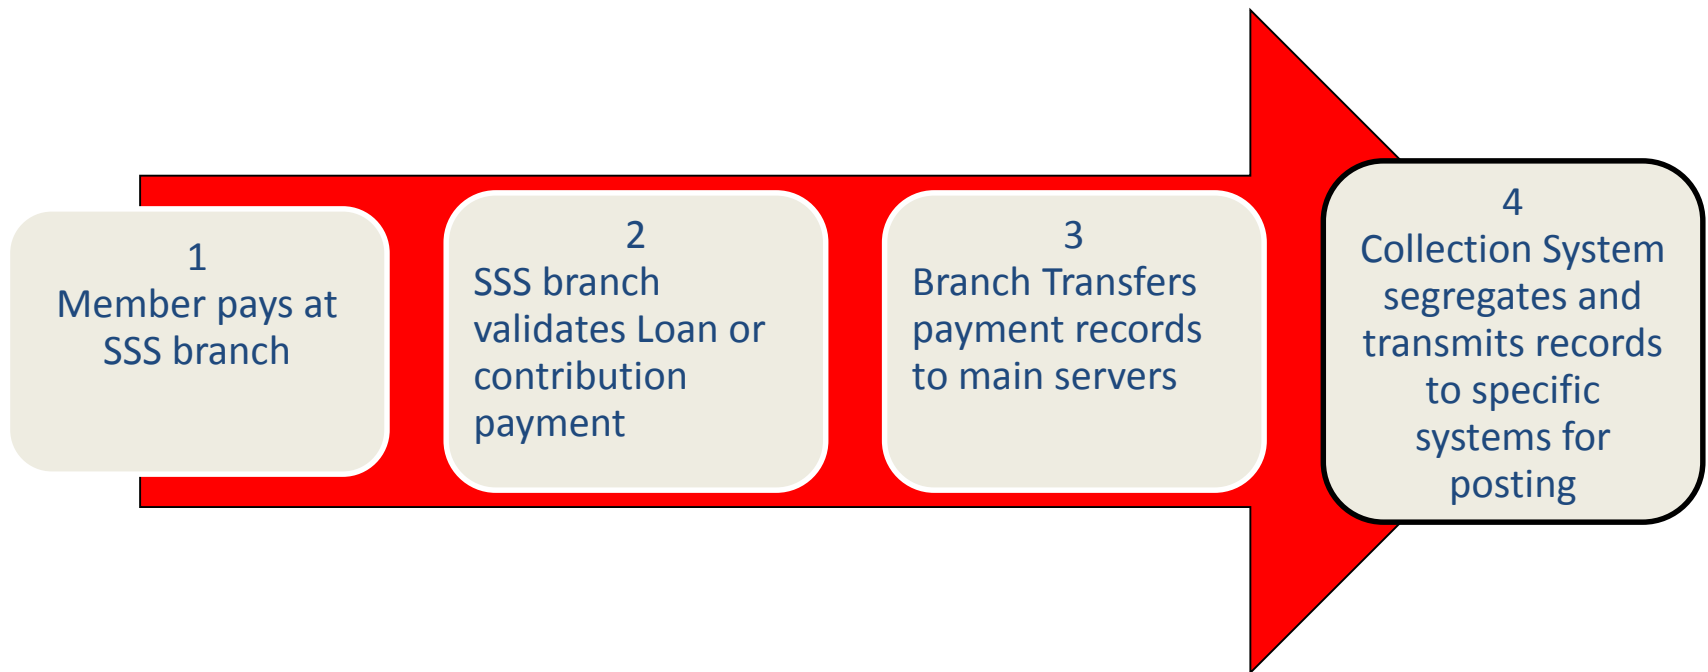 1
Member pays at
SSS branch
2
SSS branch
validates Loan or
contribution
payment
3
Branch Transfers
payment records
to main servers
4
Collection System
segregates and
transmits records
to specific
systems for
posting